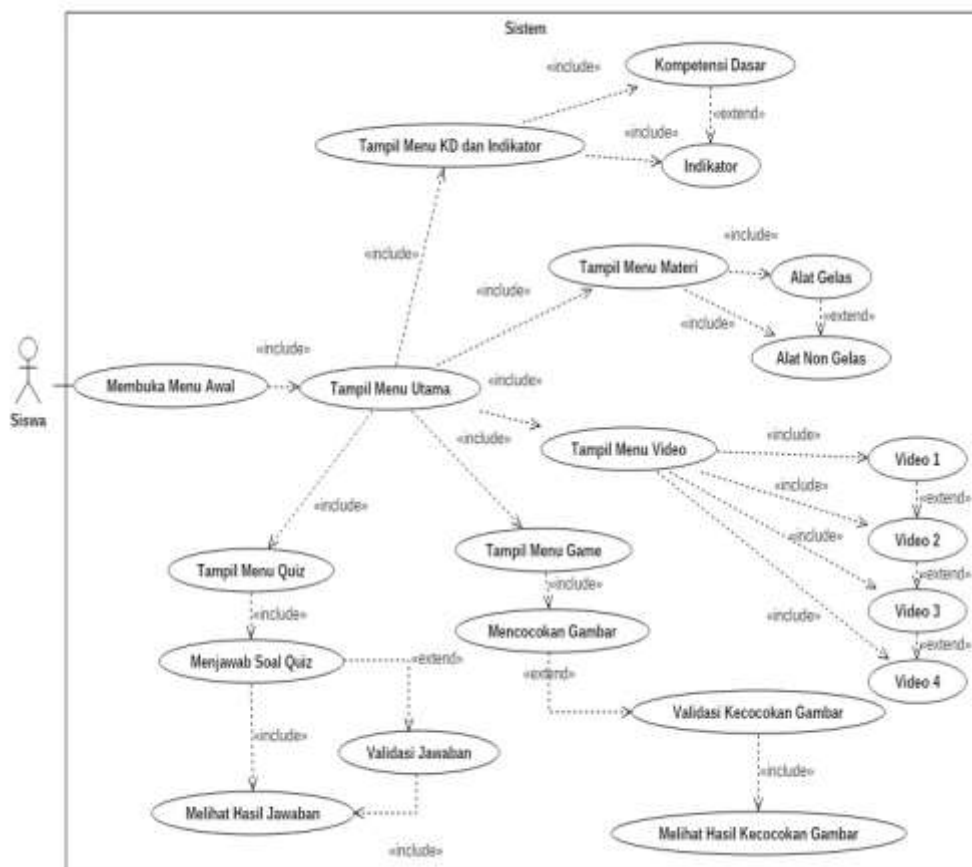 Sistem
«include»
Kompetensi Dasar
«extend»
Tampil Menu KD dan Indikator
«include»
Indikator
«include»
«include»
Tampil Menu Materi
«include»
Alat Gelas
«include»
«extend»
«include»
Alat Non Gelas
Siswa
Membuka Menu Awal
«include»
Tampil Menu Utama
«include»
Tampil Menu Video
«include»
Video 1
«include»
«include»
«extend»
Video 2
«include»
«include»
«extend»
Video 3
«include»
«extend»
Video 4
Tampil Menu Quiz
Tampil Menu Game
«include»
«include»
Mencocokan Gambar
Menjawab Soal Quiz
«extend»
«extend»
Validasi Kecocokan Gambar
«include»
Validasi Jawaban
«include»
Melihat Hasil Jawaban
«include»
Melihat Hasil Kecocokan Gambar